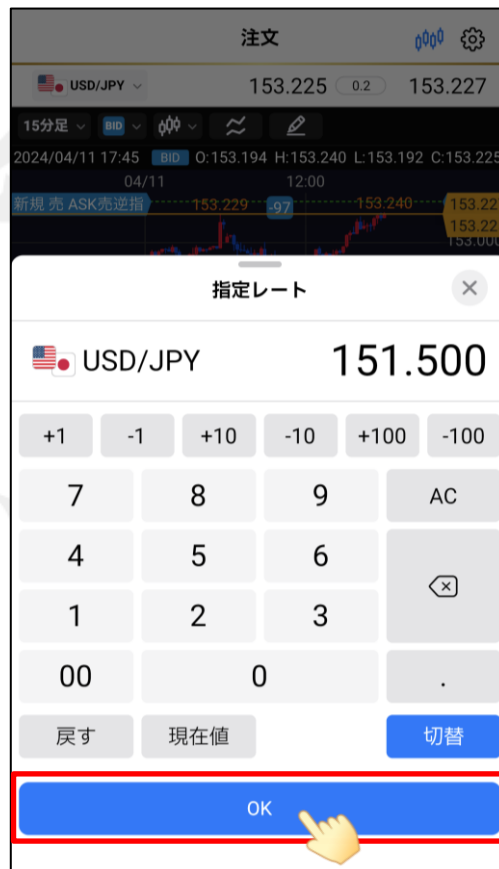 注文
USD/JPY 153.225 0.2 153.227
15分足 BID
2024/04/11 17:45 BID O:153.194 H:153.240 L:153.192 C:153.225
04/11 12:00
新規 売 ASK売逆指 153.229 -97 153.240 153.22
153.22
153.000
指定レート
USD/JPY 151.500
+1 -1 +10 -10 +100 -100
7 8 9 AC
4 5 6
1 2 3
00 0 .
戻す 現在値 切替
OK